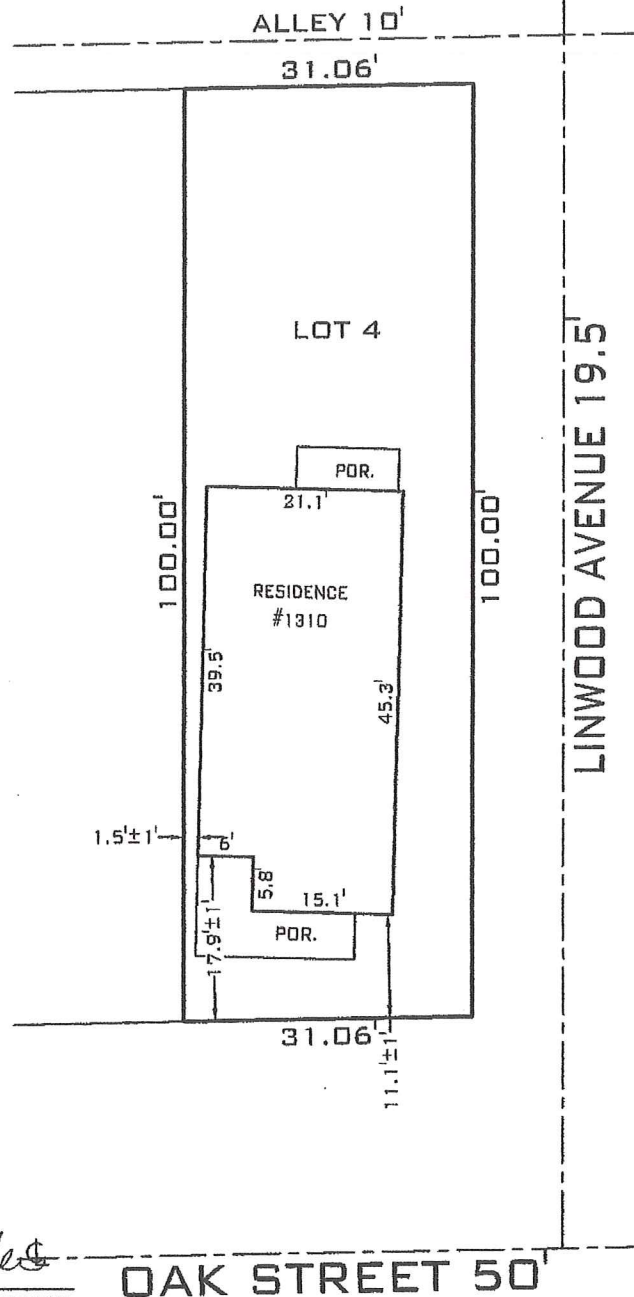 ALLEY 10'
31.06'
LOT 4
POR.
21.1'
100.00'
100.00'
LINWOOD AVENUE 19.5'
RESIDENCE
#1310
39.5'
45.3'
1.5'±1'
6'
5.8'
15.1'
POR.
17.9'±1'
31.06'
11.1'±1'
OAK STREET 50'